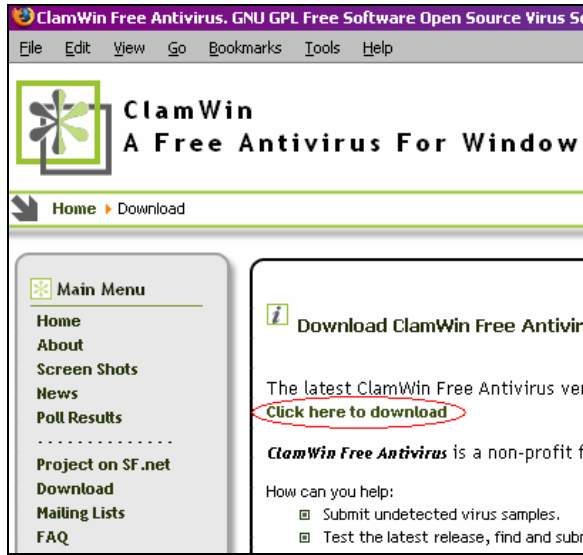 ClamWin Free Antivirus. GNU GPL Free Software Open Source Virus
File Edit View Go Bookmarks Tools Help
ClamWin
A Free Antivirus For Window
Home Download
Main Menu
Home
About
Screen Shots
News
Poll Results
..............
Project on SF.net
Download
Mailing Lists
FAQ
i
Download ClamWin Free Antivir
The latest ClamWin Free Antivirus ver
Click here to download
ClamWin Free Antivirus is a non-profit f
How can you help:
Submit undetected virus samples.
Test the latest release, find and subr